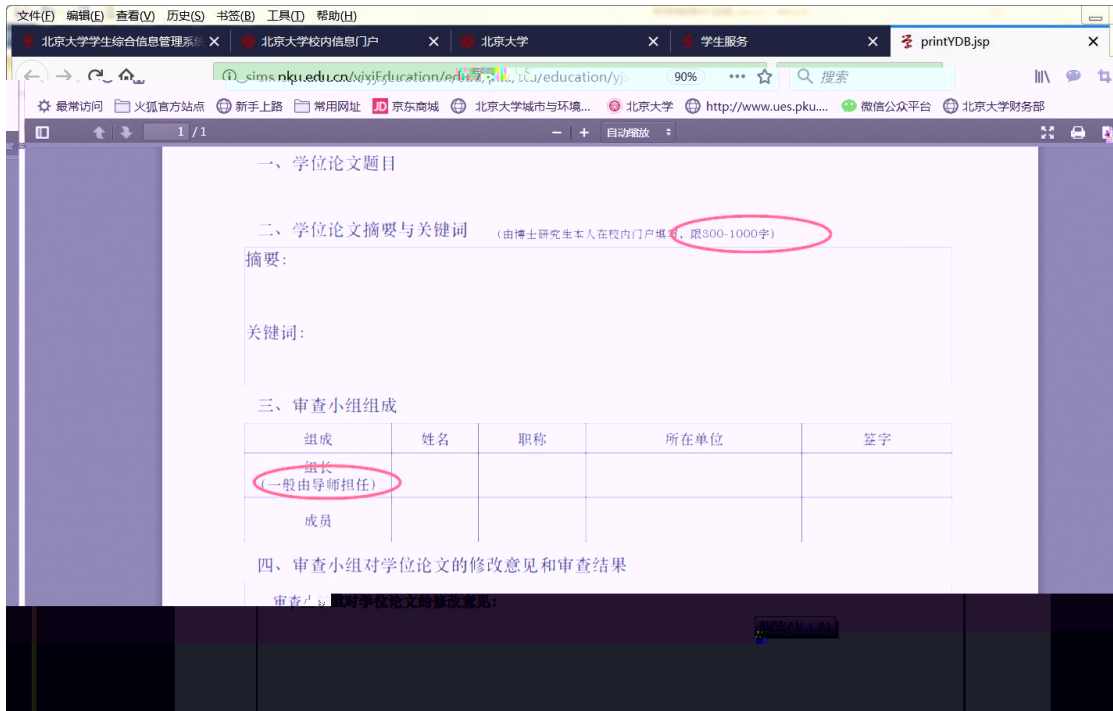 文件(F) 编辑(E) 查看(V) 历史(S) 书签(B) 工具(T) 帮助(H)
北京大学学生综合信息管理系统 北京大学校内信息门户 北京大学 学生服务 printYDB.jsp
90% 搜索
最常访问 火狐官方站点 新手上路 常用网址 JD 京东商城 北京大学城市与环境... 北京大学 http://www.ues.pku.... 微信公众平台 北京大学财务部
1 / 1 自动缩放
一、学位论文题目
二、学位论文摘要与关键词 (由博士研究生本人在校内门户填写, 限800-1000字)
摘要:
关键词:
三、审查小组组成
组成 姓名 职称 所在单位 签字
组长
(一般由导师担任)
成员
四、审查小组对学位论文的修改意见和审查结果
审查小组对学位论文的修改意见: